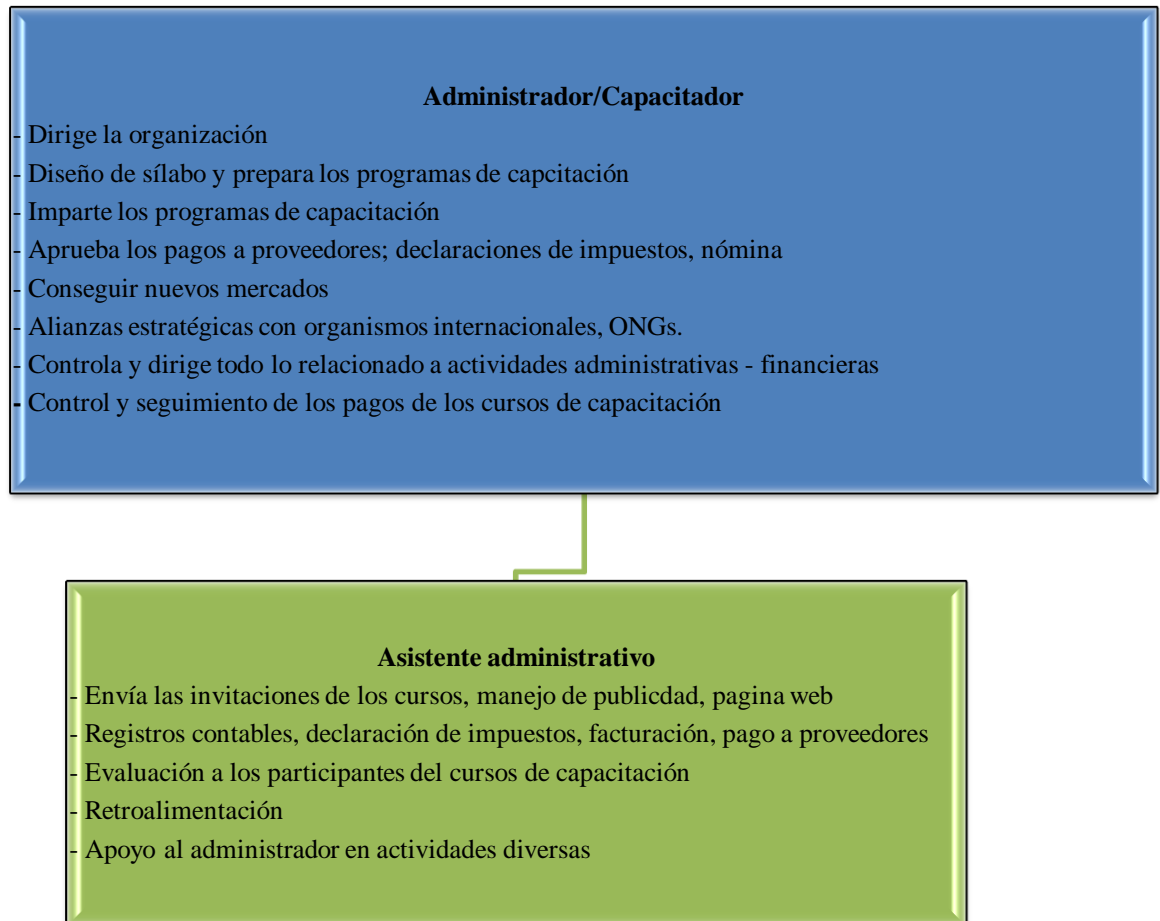 Administrador/Capacitador
- Dirige la organización
- Diseño de sílabo y prepara los programas de capcitación
- Imparte los programas de capacitación
- Aprueba los pagos a proveedores; declaraciones de impuestos, nómina
- Conseguir nuevos mercados
- Alianzas estratégicas con organismos internacionales, ONGs.
- Controla y dirige todo lo relacionado a actividades administrativas - financieras
- Control y seguimiento de los pagos de los cursos de capacitación
Asistente administrativo
- Envía las invitaciones de los cursos, manejo de publicdad, pagina web
- Registros contables, declaración de impuestos, facturación, pago a proveedores
- Evaluación a los participantes del cursos de capacitación
- Retroalimentación
- Apoyo al administrador en actividades diversas